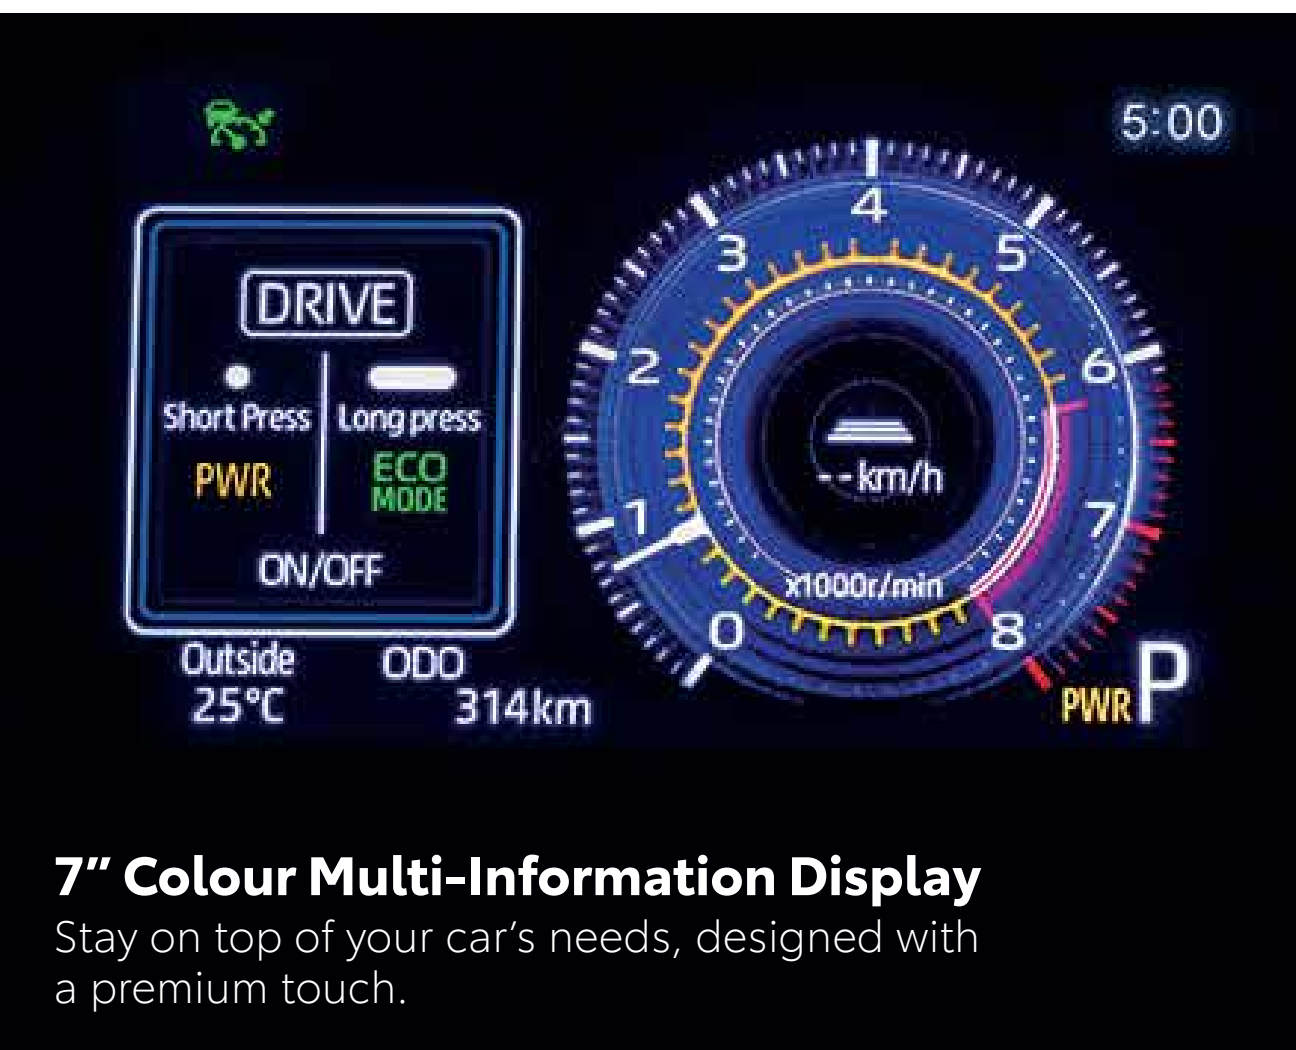 5:00
DRIVE
Short Press
Long press
PWR
ECO
MODE
ON/OFF
Outside
25°C
ODO
314km
0
1
2
3
4
5
6
7
8
--km/h
x1000r/min
PWR
P
7” Colour Multi-Information Display
Stay on top of your car’s needs, designed with
a premium touch.